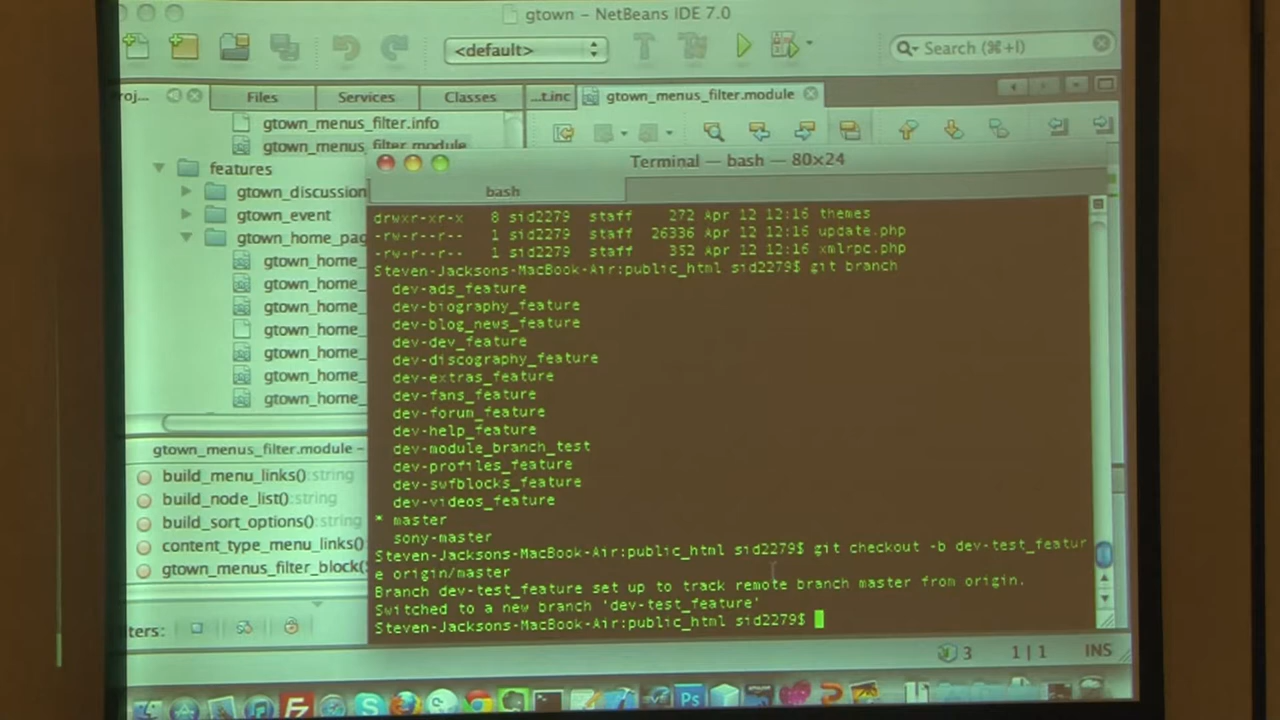 gtown – NetBeans IDE 7.0
<default>
Search (⌘+I)
roj... Files Services Classes ...t.inc gtown_menus_filter.module
gtown_menus_filter.info
gtown_menus_filter.module
features
gtown_discussion
gtown_event
gtown_home_pag
gtown_home_
gtown_home_
gtown_home_
gtown_home_
gtown_home_
gtown_home_
gtown_home_
gtown_menus_filter.module –
build_menu_links():string
build_node_list():string
build_sort_options():string
content_type_menu_links():
gtown_menus_filter_block(
ters:
Terminal — bash — 80×24
bash
drwxr-xr-x 8 sid2279 staff 272 Apr 12 12:16 themes
-rw-r--r-- 1 sid2279 staff 26336 Apr 12 12:16 update.php
-rw-r--r-- 1 sid2279 staff 352 Apr 12 12:16 xmlrpc.php
Steven-Jacksons-MacBook-Air:public_html sid2279$ git branch
dev-ads_feature
dev-biography_feature
dev-blog_news_feature
dev-dev_feature
dev-discography_feature
dev-extras_feature
dev-fans_feature
dev-forum_feature
dev-help_feature
dev-module_branch_test
dev-profiles_feature
dev-swfblocks_feature
dev-videos_feature
* master
sony-master
Steven-Jacksons-MacBook-Air:public_html sid2279$ git checkout -b dev-test_featur
e origin/master
Branch dev-test_feature set up to track remote branch master from origin.
Switched to a new branch 'dev-test_feature'
Steven-Jacksons-MacBook-Air:public_html sid2279$
3 1|1 INS
Fz
S
Ps